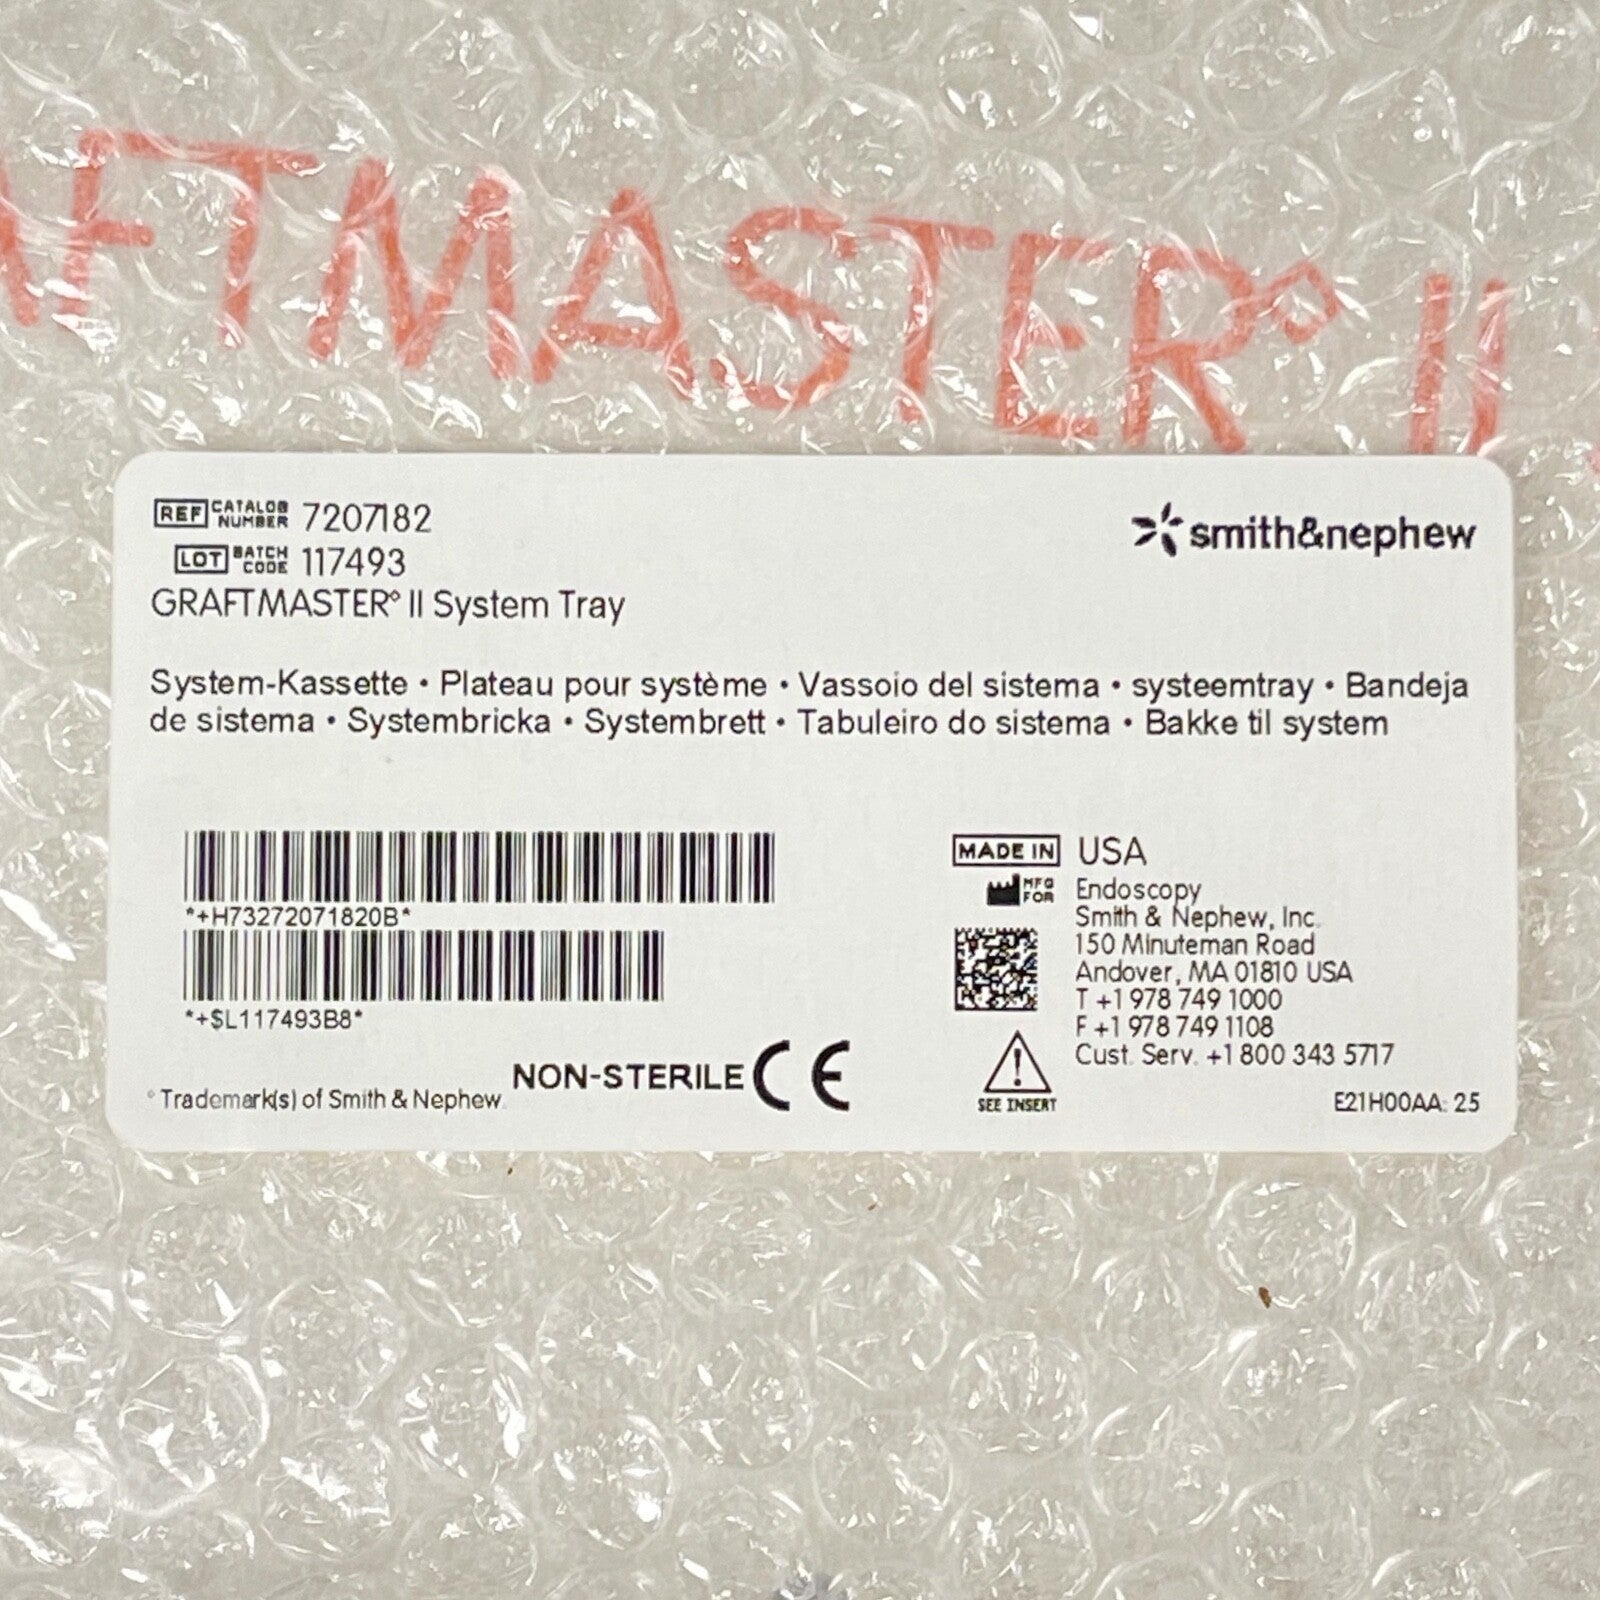 AFTMASTER° II
REF CATALOG NUMBER 7207182
LOT BATCH CODE 117493
smith&nephew
GRAFTMASTER° II System Tray
System-Kassette • Plateau pour système • Vassoio del sistema • systeemtray • Bandeja
de sistema • Systembricka • Systembrett • Tabuleiro do sistema • Bakke til system
*+H73272071820B*
*+$L117493B8*
NON-STERILE CE
° Trademark(s) of Smith & Nephew.
MADE IN USA
MFG FOR Endoscopy
Smith & Nephew, Inc.
150 Minuteman Road
Andover, MA 01810 USA
T +1 978 749 1000
F +1 978 749 1108
Cust. Serv. +1 800 343 5717
SEE INSERT
E21H00AA: 25